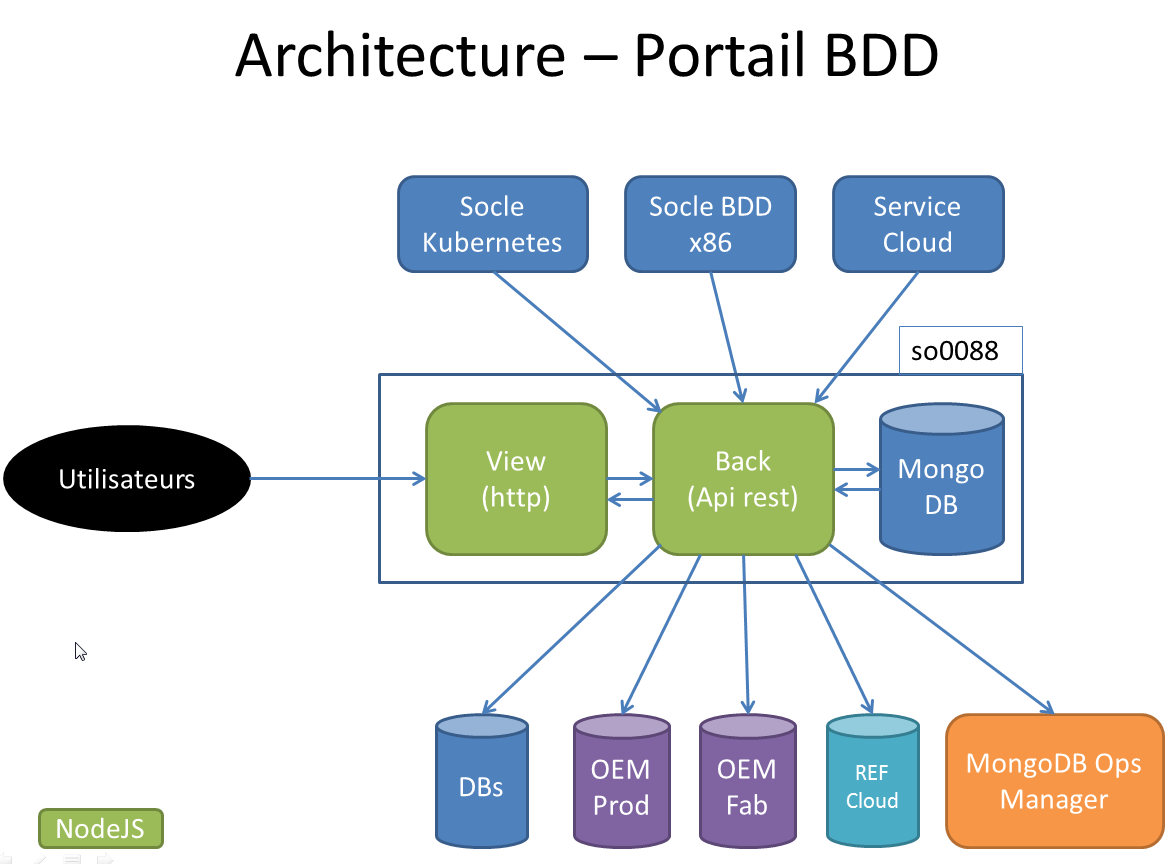 Architecture – Portail BDD
Socle
Kubernetes
Socle BDD
x86
Service
Cloud
so0088
Utilisateurs
View
(http)
Back
(Api rest)
Mongo
DB
DBs
OEM
Prod
OEM
Fab
REF
Cloud
MongoDB Ops
Manager
NodeJS